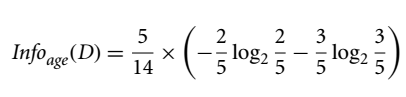 Info_age(D) = 5/14 × (−2/5 log₂ 2/5 − 3/5 log₂ 3/5)